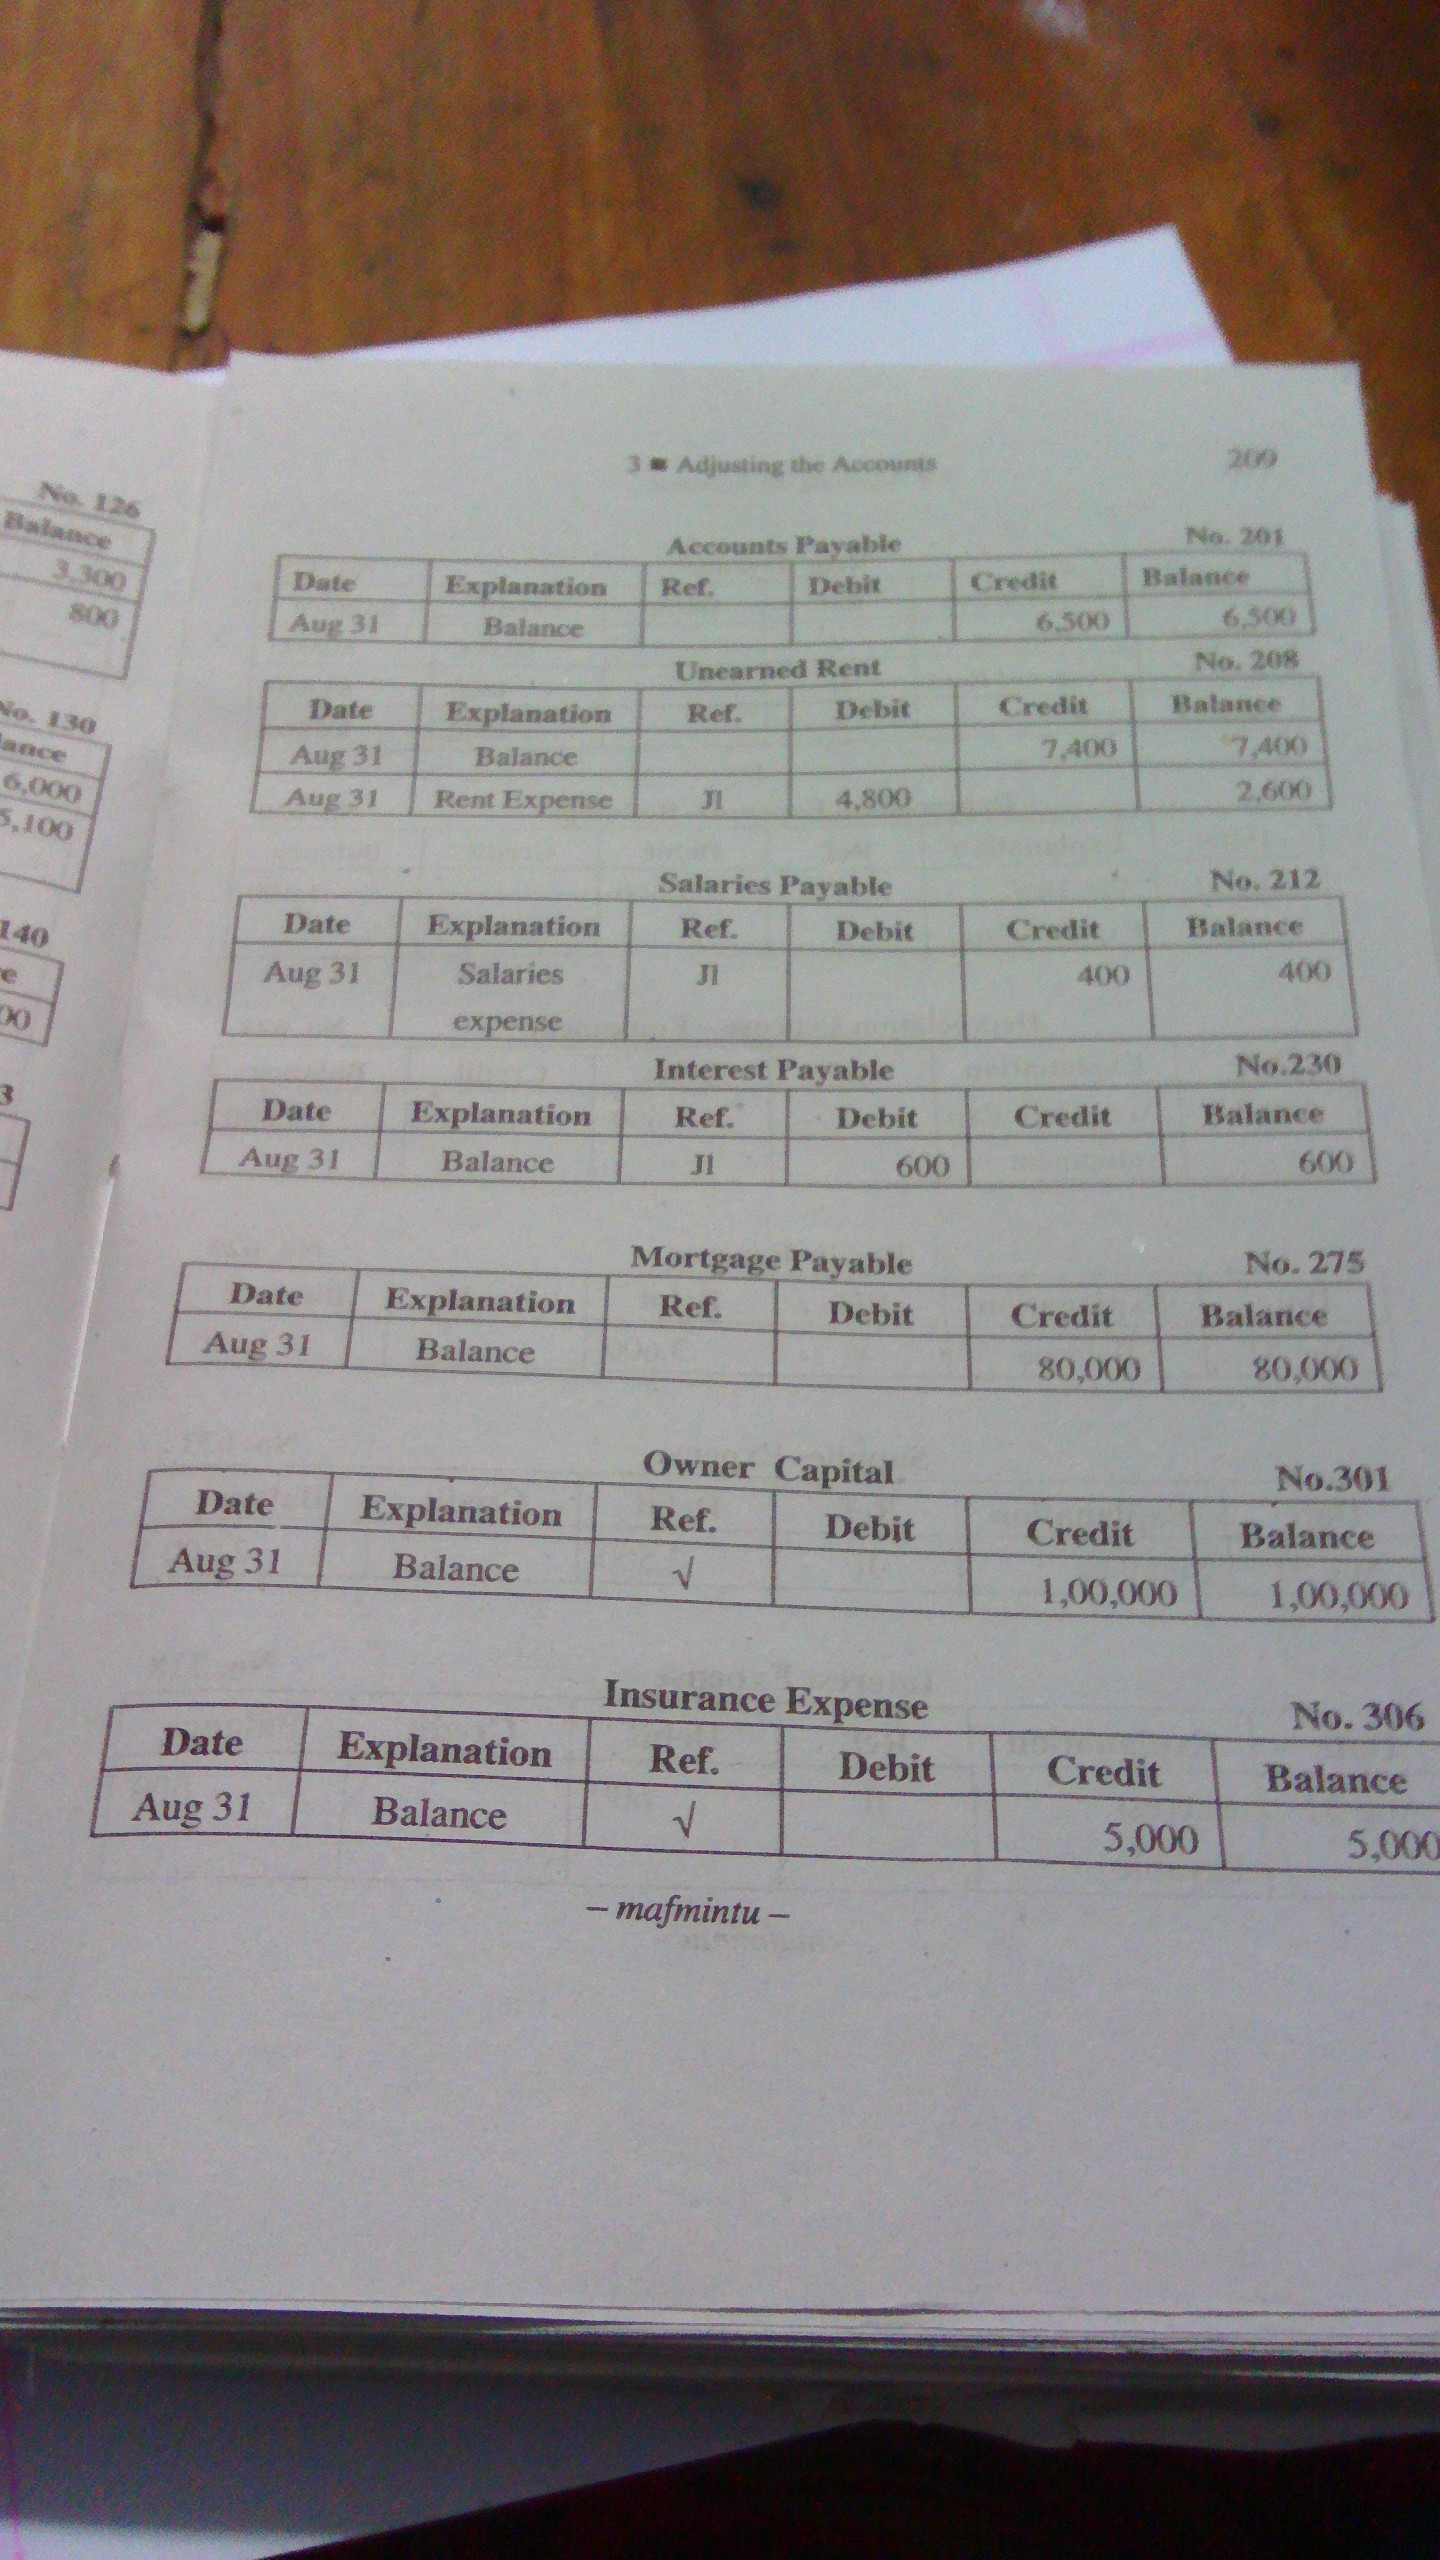 No. 126
Balance
3,300
800
No. 130
lance
6,000
5,100
140
e
00
3
3 ■ Adjusting the Accounts 209
Accounts Payable No. 201
Date Explanation Ref. Debit Credit Balance
Aug 31 Balance 6,500 6,500
Unearned Rent No. 208
Date Explanation Ref. Debit Credit Balance
Aug 31 Balance 7,400 7,400
Aug 31 Rent Expense J1 4,800 2,600
Salaries Payable No. 212
Date Explanation Ref. Debit Credit Balance
Aug 31 Salaries J1 400 400
expense
Interest Payable No.230
Date Explanation Ref. Debit Credit Balance
Aug 31 Balance J1 600 600
Mortgage Payable No. 275
Date Explanation Ref. Debit Credit Balance
Aug 31 Balance 80,000 80,000
Owner Capital No.301
Date Explanation Ref. Debit Credit Balance
Aug 31 Balance √ 1,00,000 1,00,000
Insurance Expense No. 306
Date Explanation Ref. Debit Credit Balance
Aug 31 Balance √ 5,000 5,000
– mafmintu –